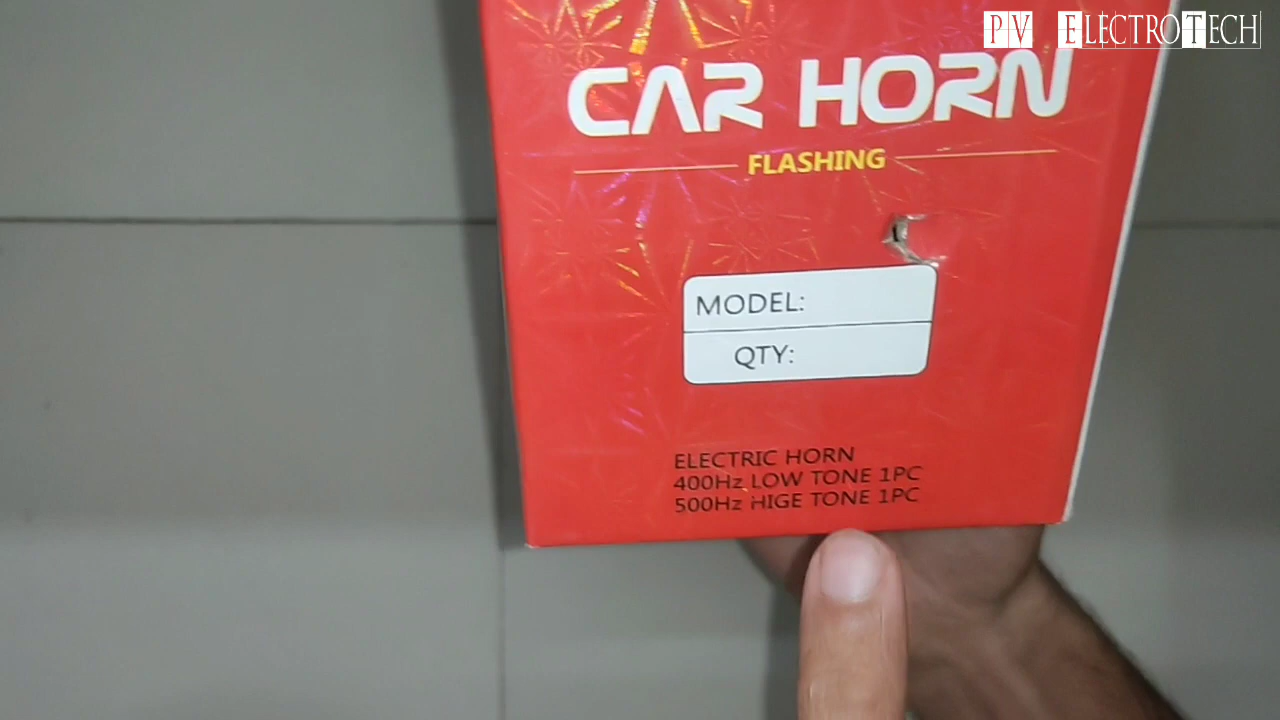 PV ELECTROTECH
CAR HORN
FLASHING
MODEL:
QTY:
ELECTRIC HORN
400Hz LOW TONE 1PC
500Hz HIGE TONE 1PC